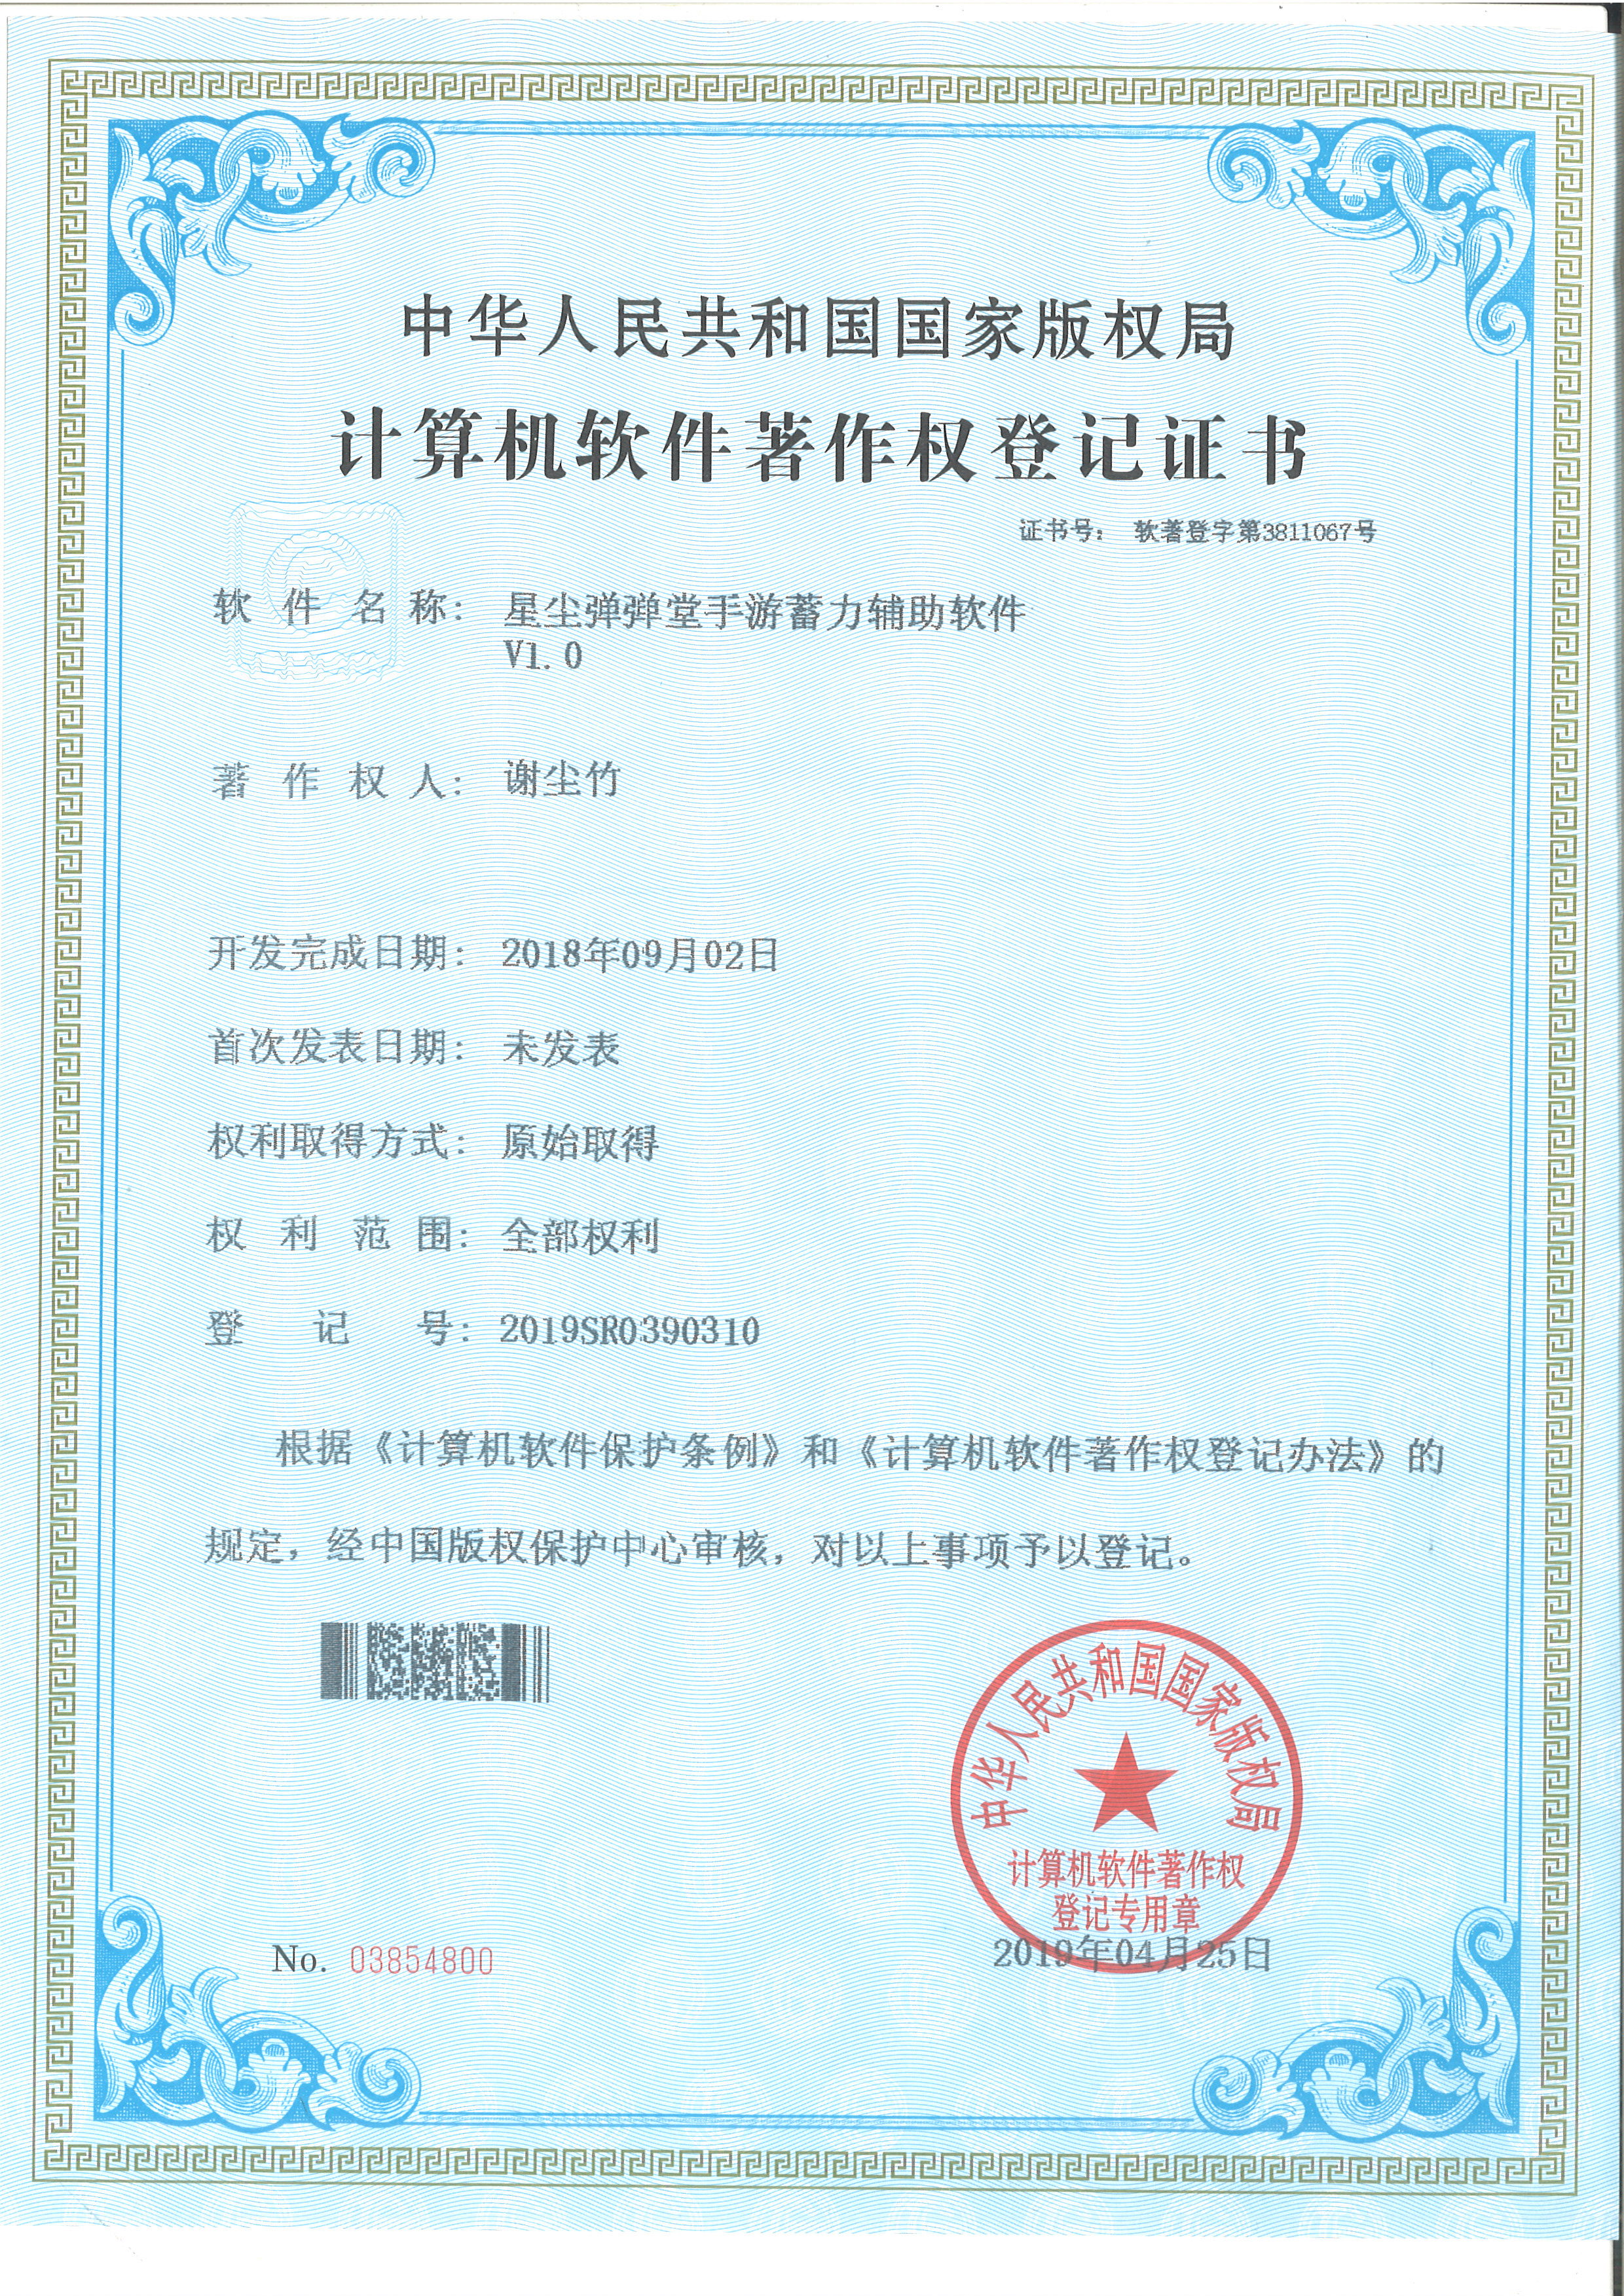 中华人民共和国国家版权局
计算机软件著作权登记证书
证书号： 软著登字第3811067号
软件名称： 星尘弹弹堂手游蓄力辅助软件
V1.0
著作权人： 谢尘竹
开发完成日期： 2018年09月02日
首次发表日期： 未发表
权利取得方式： 原始取得
权利范围： 全部权利
登记号： 2019SR0390310
根据《计算机软件保护条例》和《计算机软件著作权登记办法》的
规定，经中国版权保护中心审核，对以上事项予以登记。
中华人民共和国国家版权局
计算机软件著作权
登记专用章
No. 03854800
2019年04月25日